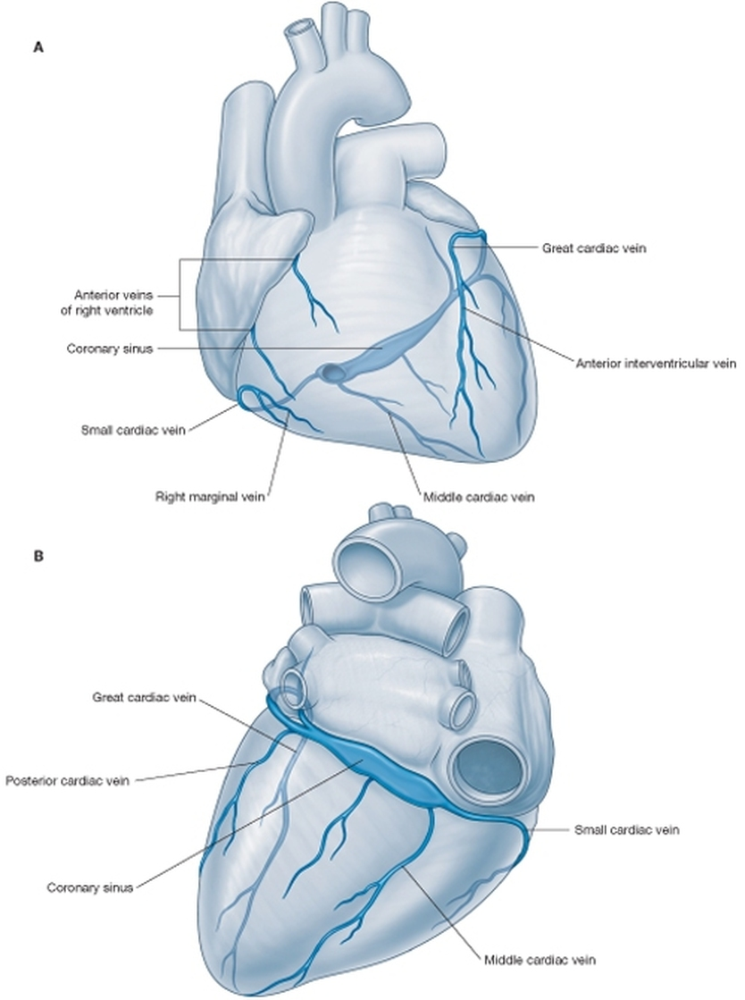 A
Great cardiac vein
Anterior veins
of right ventricle
Coronary sinus
Anterior interventricular vein
Small cardiac vein
Right marginal vein
Middle cardiac vein
B
Great cardiac vein
Posterior cardiac vein
Small cardiac vein
Coronary sinus
Middle cardiac vein